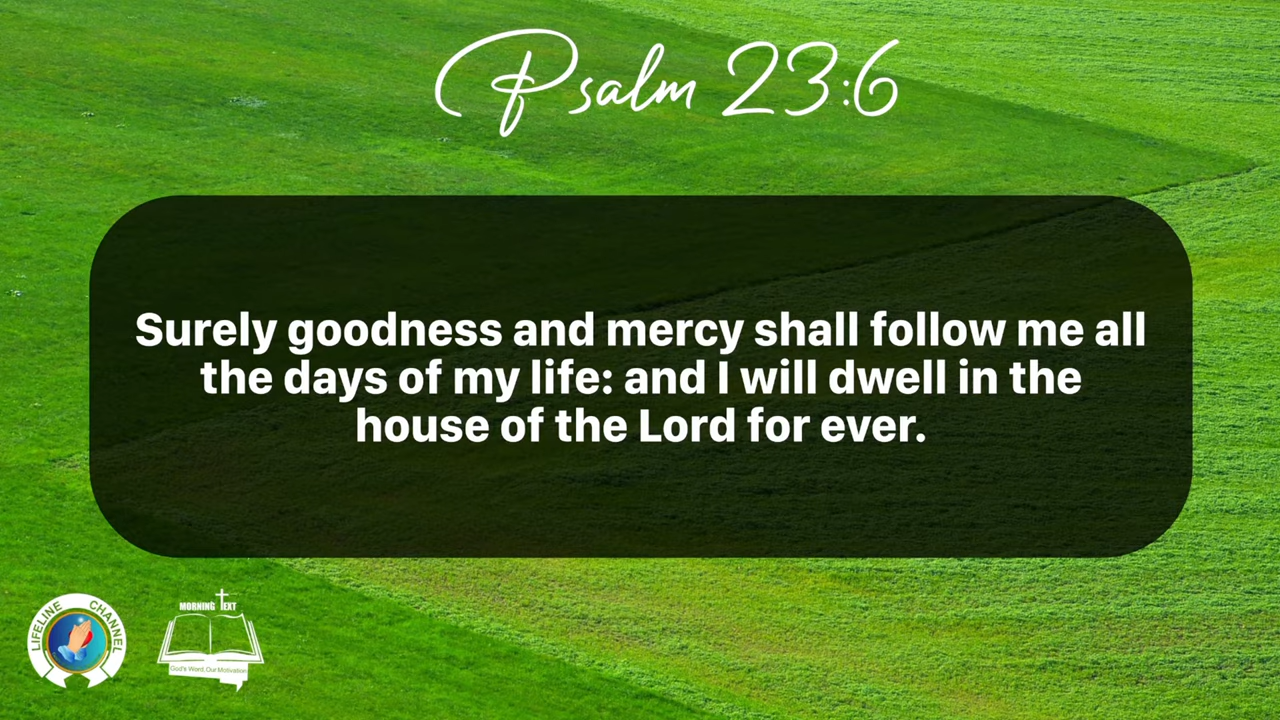 Psalm 23:6
Surely goodness and mercy shall follow me all
the days of my life: and I will dwell in the
house of the Lord for ever.
LIFELINE CHANNEL
MORNING TEXT
God's Word, Our Motivation